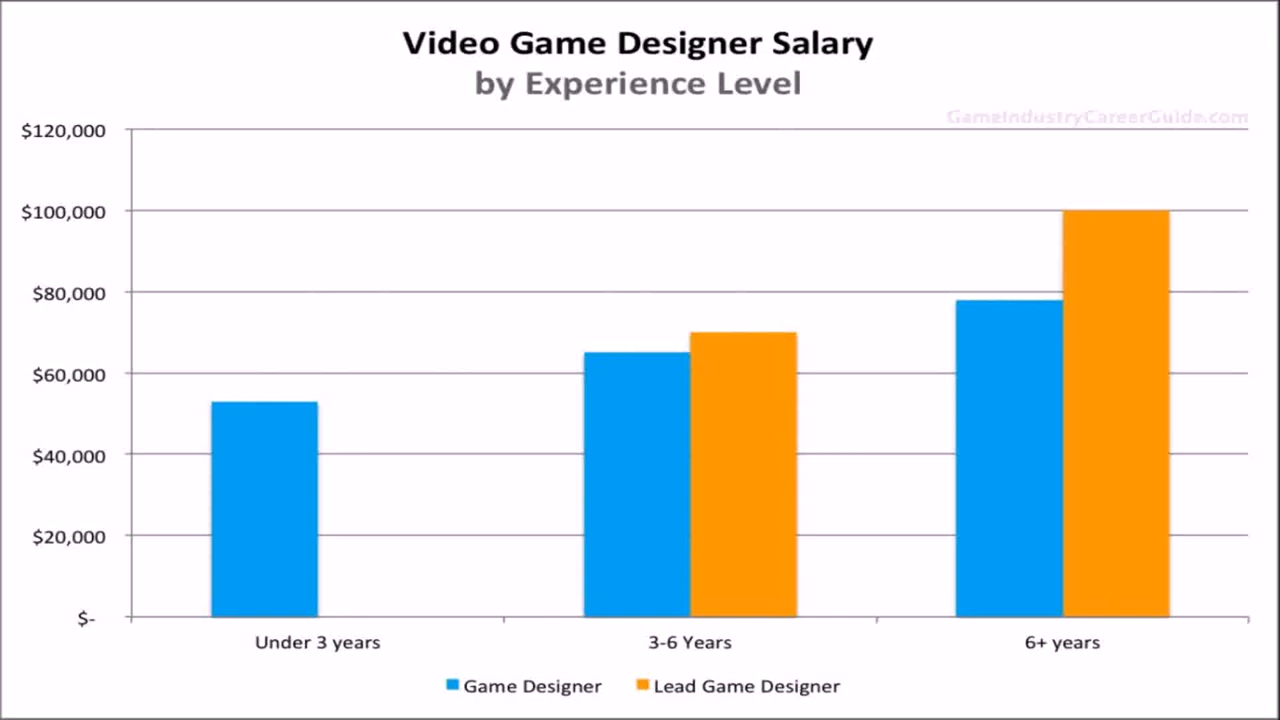 Video Game Designer Salary
by Experience Level
GameIndustryCareerGuide.com
$120,000
$100,000
$80,000
$60,000
$40,000
$20,000
$-
Under 3 years
3-6 Years
6+ years
Game Designer
Lead Game Designer